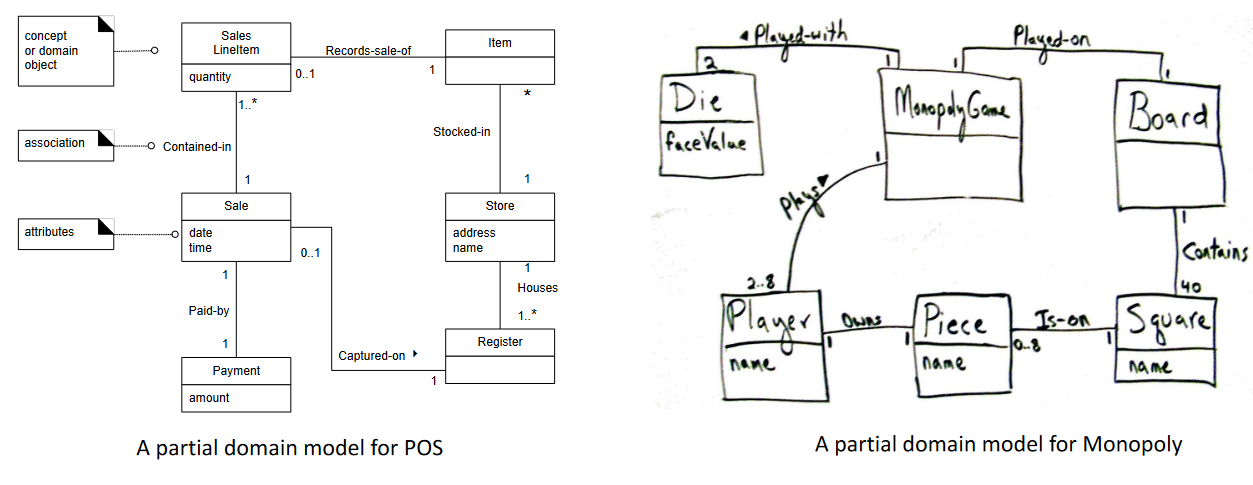 concept
or domain
object
association
attributes
Sales
LineItem
quantity
Records-sale-of
0..1
1
Item
*
1..*
Contained-in
1
Stocked-in
1
Sale
date
time
0..1
Store
address
name
1
Houses
1..*
1
Paid-by
1
Captured-on
1
Register
Payment
amount
A partial domain model for POS
Played-with
2
1
Played-on
1
1
Die
faceValue
MonopolyGame
Board
1
Plays
2..8
1
Contains
40
Player
name
Owns
1
1
Piece
name
Is-on
0..8
1
Square
name
A partial domain model for Monopoly